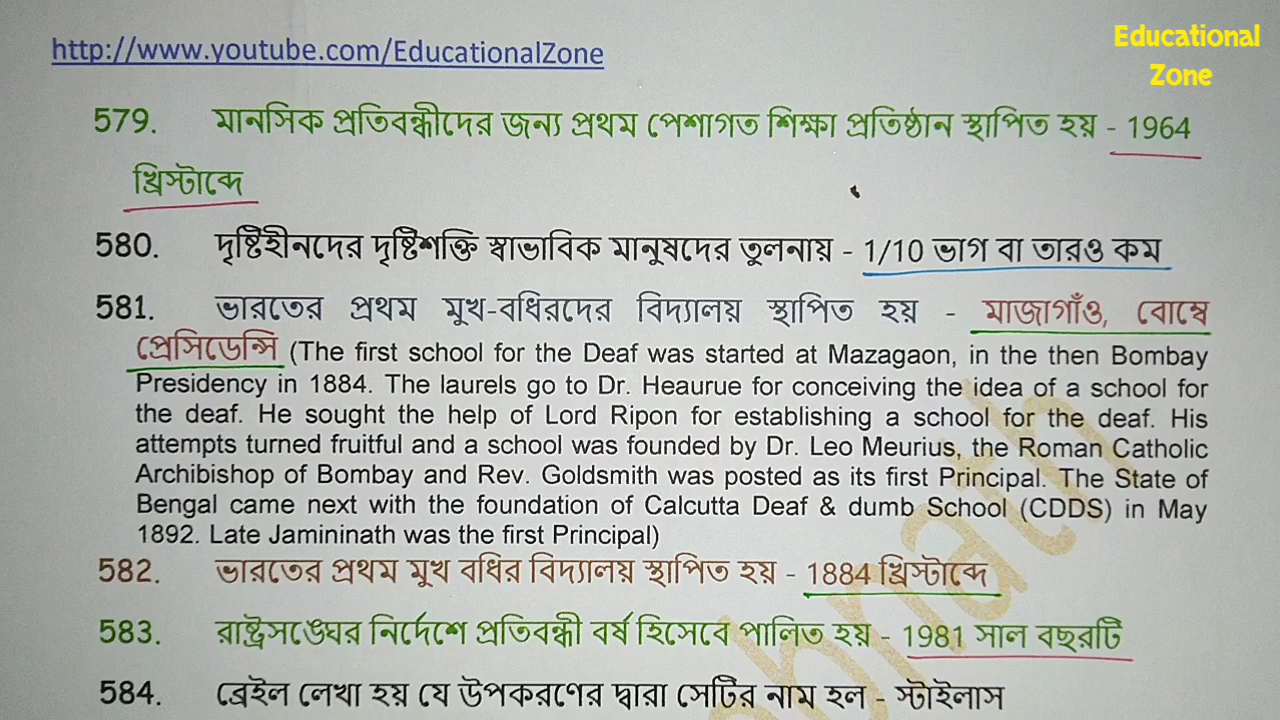 http://www.youtube.com/EducationalZone
Educational
Zone
579. মানসিক প্রতিবন্ধীদের জন্য প্রথম পেশাগত শিক্ষা প্রতিষ্ঠান স্থাপিত হয় - 1964
খ্রিস্টাব্দে
580. দৃষ্টিহীনদের দৃষ্টিশক্তি স্বাভাবিক মানুষদের তুলনায় - 1/10 ভাগ বা তারও কম
581. ভারতের প্রথম মুখ-বধিরদের বিদ্যালয় স্থাপিত হয় - মাজাগাঁও, বোম্বে
প্রেসিডেন্সি (The first school for the Deaf was started at Mazagaon, in the then Bombay
Presidency in 1884. The laurels go to Dr. Heaurue for conceiving the idea of a school for
the deaf. He sought the help of Lord Ripon for establishing a school for the deaf. His
attempts turned fruitful and a school was founded by Dr. Leo Meurius, the Roman Catholic
Archibishop of Bombay and Rev. Goldsmith was posted as its first Principal. The State of
Bengal came next with the foundation of Calcutta Deaf & dumb School (CDDS) in May
1892. Late Jamininath was the first Principal)
582. ভারতের প্রথম মুখ বধির বিদ্যালয় স্থাপিত হয় - 1884 খ্রিস্টাব্দে
583. রাষ্ট্রসঙ্ঘের নির্দেশে প্রতিবন্ধী বর্ষ হিসেবে পালিত হয় - 1981 সাল বছরটি
584. ব্রেইল লেখা হয় যে উপকরণের দ্বারা সেটির নাম হল - স্টাইলাস